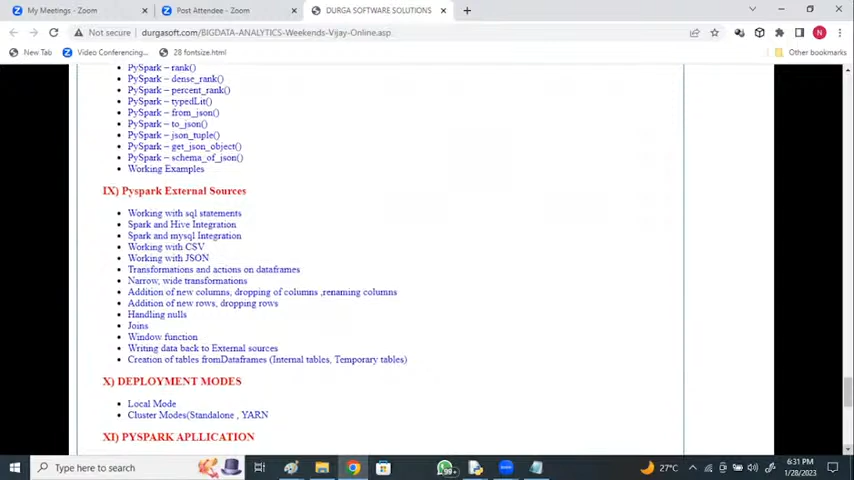 My Meetings - Zoom
Post Attendee - Zoom
DURGA SOFTWARE SOLUTIONS
Not secure
durgasoft.com/BIGDATA-ANALYTICS-Weekends-Vijay-Online.asp
N
New Tab
Video Conferencing...
28 fontsize.html
Other bookmarks
PySpark – rank()
PySpark – dense_rank()
PySpark – percent_rank()
PySpark – typedLit()
PySpark – from_json()
PySpark – to_json()
PySpark – json_tuple()
PySpark – get_json_object()
PySpark – schema_of_json()
Working Examples
IX) Pyspark External Sources
Working with sql statements
Spark and Hive Integration
Spark and mysql Integration
Working with CSV
Working with JSON
Transformations and actions on dataframes
Narrow, wide transformations
Addition of new columns, dropping of columns ,renaming columns
Addition of new rows, dropping rows
Handling nulls
Joins
Window function
Writing data back to External sources
Creation of tables fromDataframes (Internal tables, Temporary tables)
X) DEPLOYMENT MODES
Local Mode
Cluster Modes(Standalone , YARN
XI) PYSPARK APLLICATION
Type here to search
99+
27°C
6:31 PM
1/28/2023